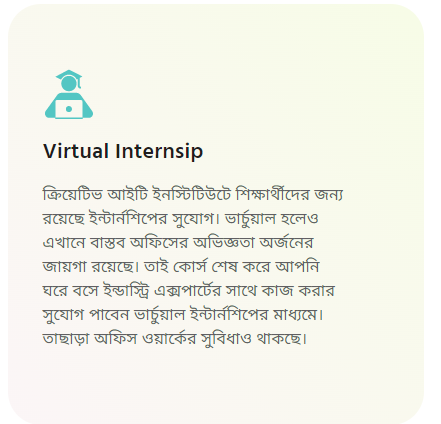 Virtual Internsip
ক্রিয়েটিভ আইটি ইনস্টিটিউটে শিক্ষার্থীদের জন্য
রয়েছে ইন্টার্নশিপের সুযোগ। ভার্চুয়াল হলেও
এখানে বাস্তব অফিসের অভিজ্ঞতা অর্জনের
জায়গা রয়েছে। তাই কোর্স শেষ করে আপনি
ঘরে বসে ইন্ডাস্ট্রি এক্সপার্টের সাথে কাজ করার
সুযোগ পাবেন ভার্চুয়াল ইন্টার্নশিপের মাধ্যমে।
তাছাড়া অফিস ওয়ার্কের সুবিধাও থাকছে।